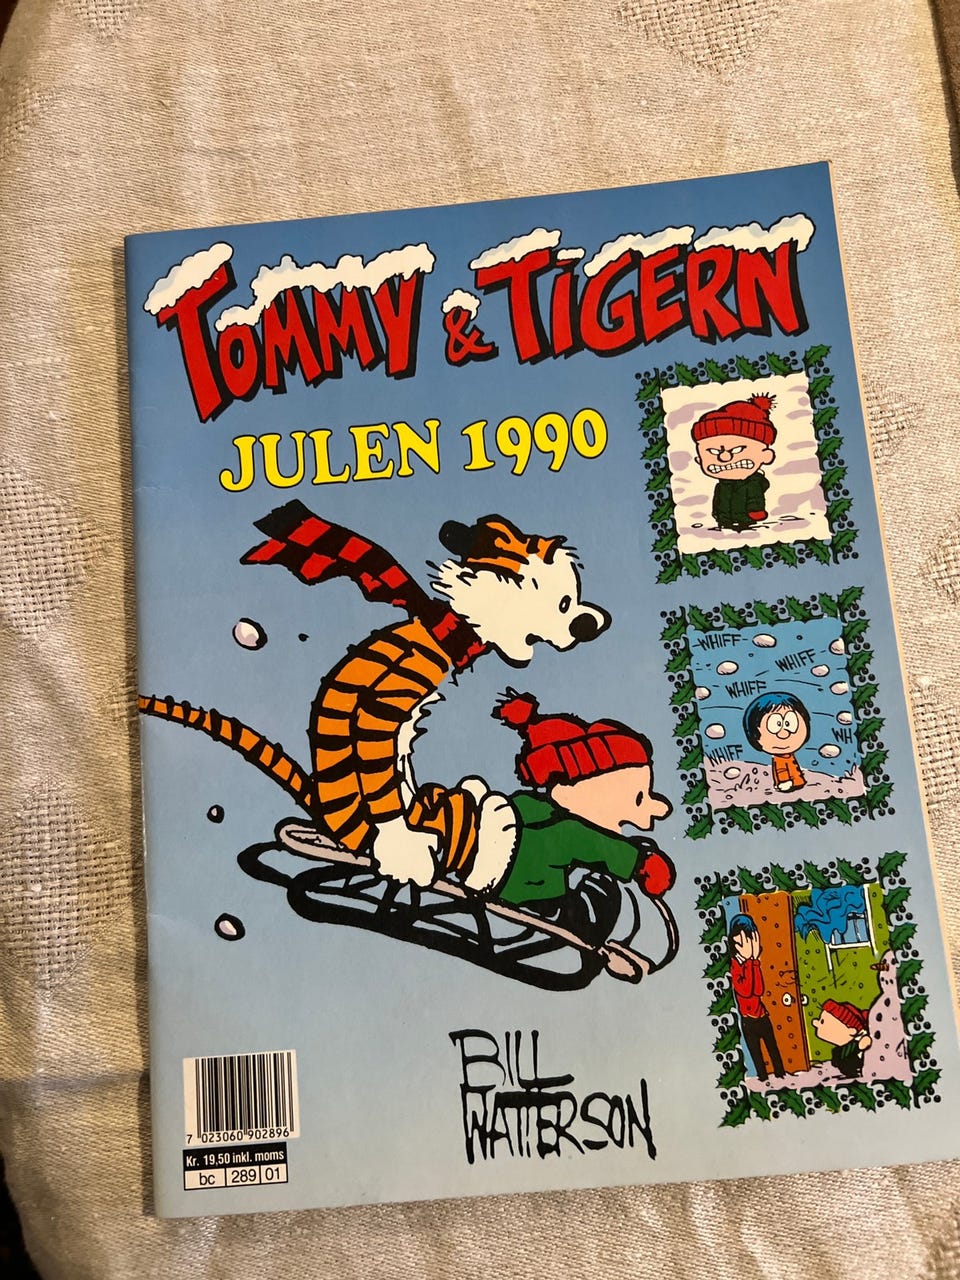 TOMMY & TIGERN
JULEN 1990
WHIFF
WHIFF
WHIFF
WH
WHIFF
BILL
WATTERSON
7 023060 902896
Kr. 19,50 inkl. moms
bc 289 01